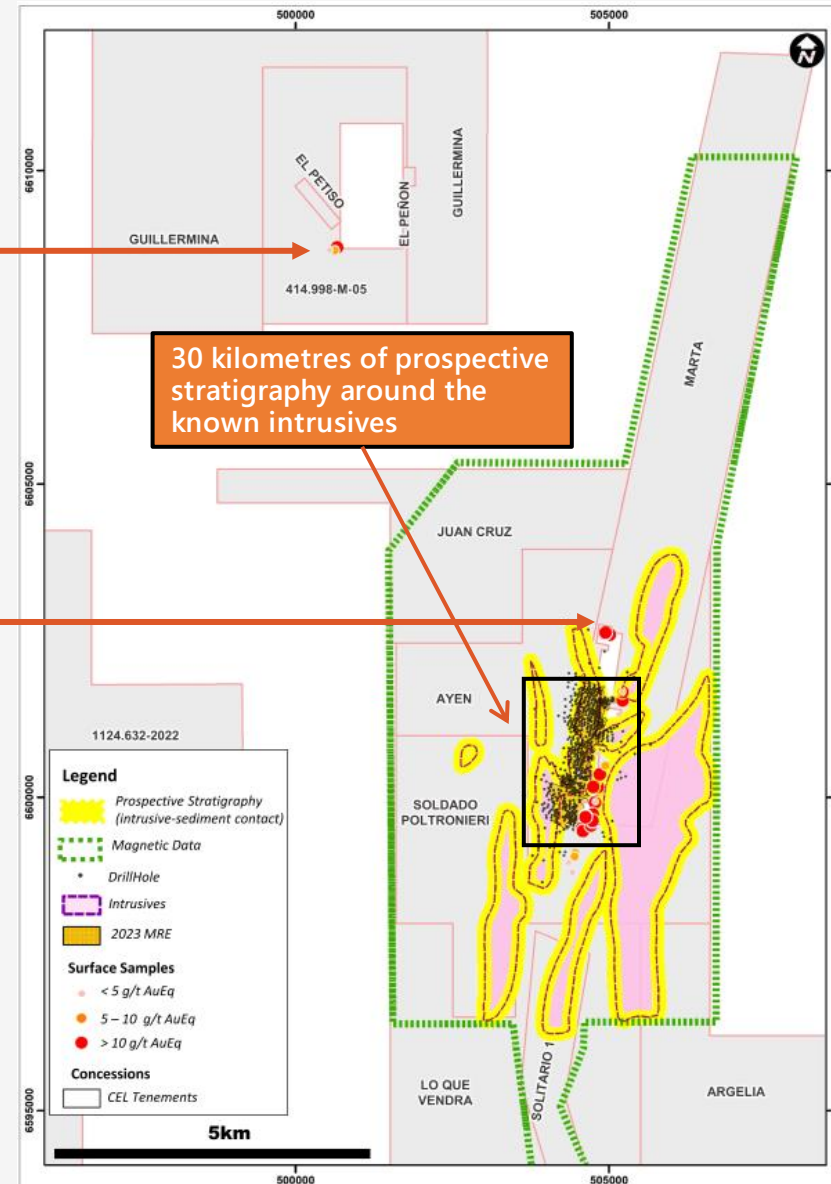 500000
505000
N
6610000
GUILLERMINA
EL PETISO
EL PEÑON
GUILLERMINA
414.998-M-05
30 kilometres of prospective
stratigraphy around the
known intrusives
MARTA
6605000
JUAN CRUZ
AYEN
1124.632-2022
SOLDADO
POLTRONIERI
6600000
Legend
Prospective Stratigraphy
(intrusive-sediment contact)
Magnetic Data
DrillHole
Intrusives
2023 MRE
Surface Samples
< 5 g/t AuEq
5 – 10 g/t AuEq
> 10 g/t AuEq
Concessions
CEL Tenements
LO QUE
VENDRA
SOLITARIO 1
ARGELIA
6595000
5km
500000
505000